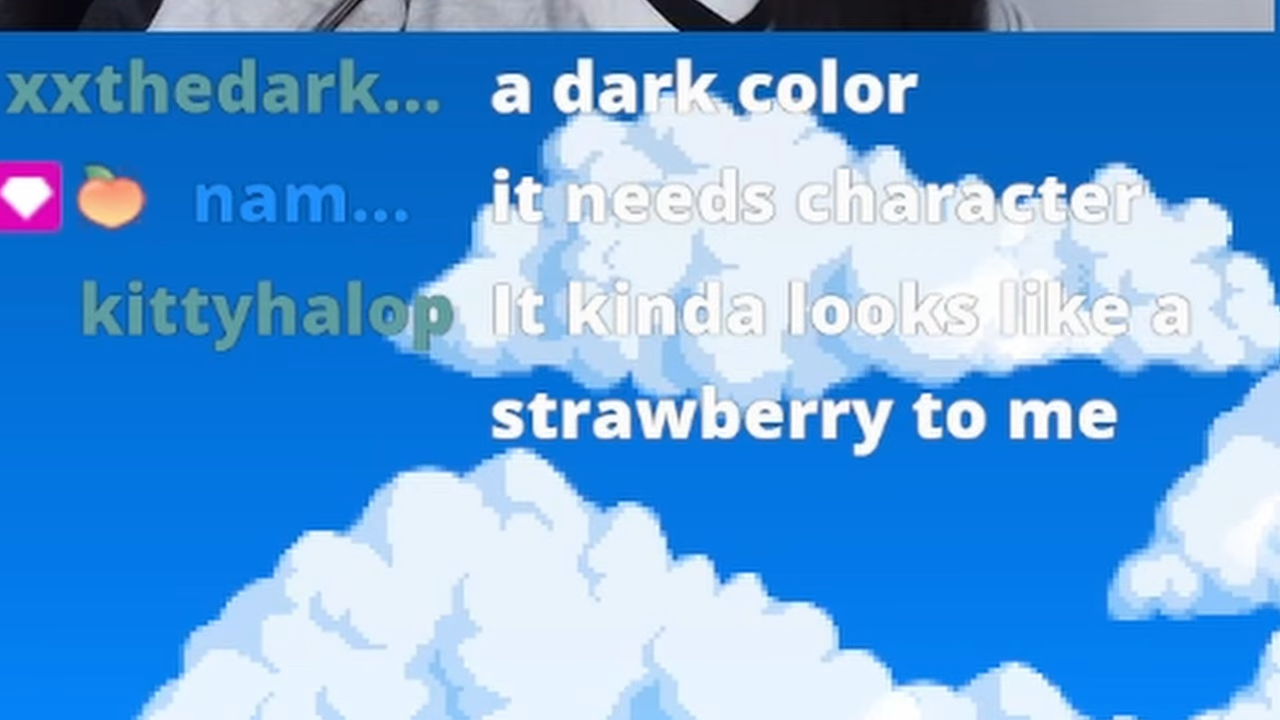 xxthedark... a dark color
nam... it needs character
kittyhalop It kinda looks like a
strawberry to me